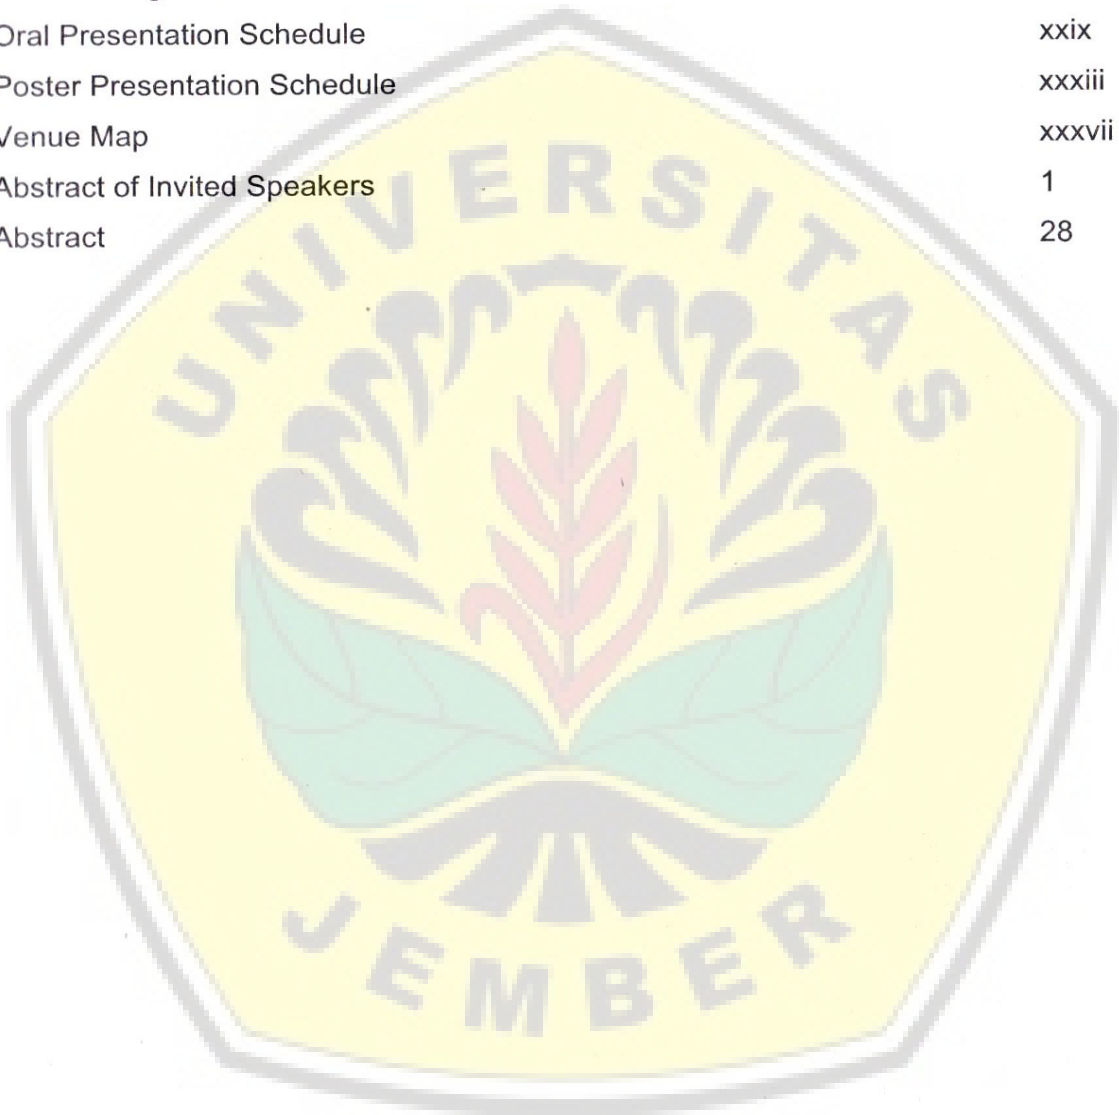 Oral Presentation Schedule xxix
Poster Presentation Schedule xxxiii
Venue Map xxxvii
Abstract of Invited Speakers 1
Abstract 28
UNIVERSITAS
JEMBER